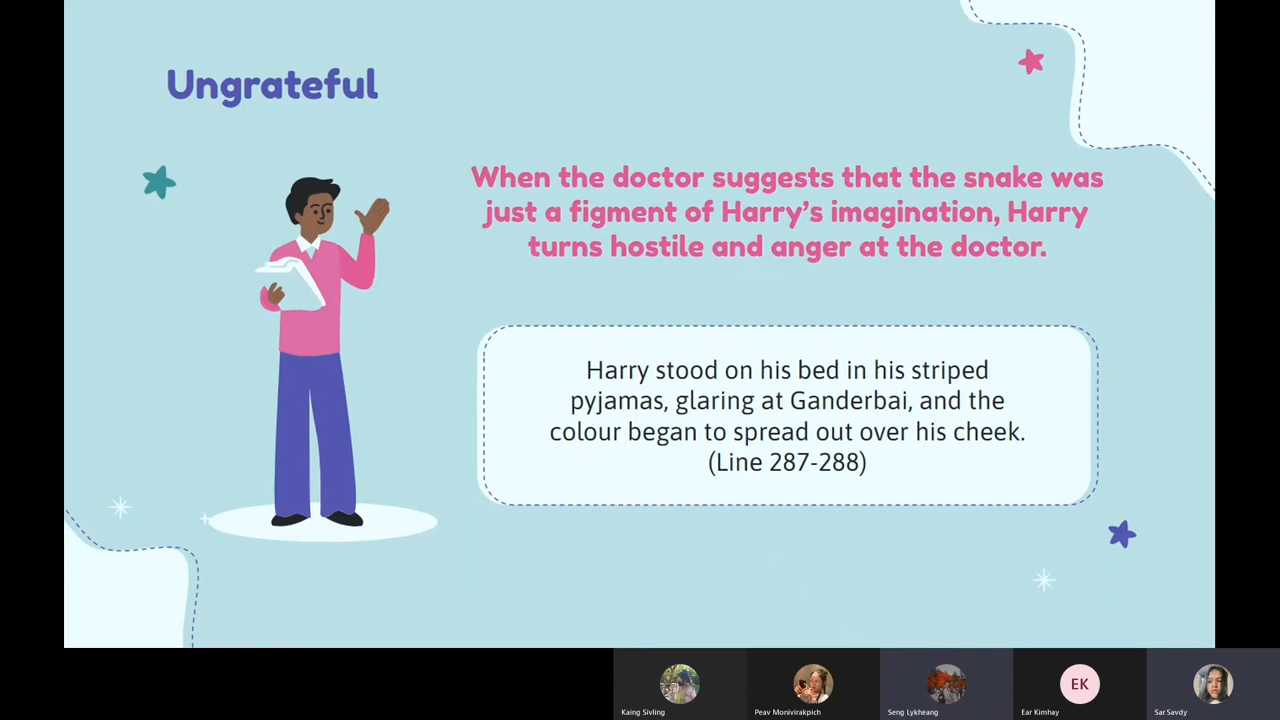 Ungrateful
When the doctor suggests that the snake was
just a figment of Harry’s imagination, Harry
turns hostile and anger at the doctor.
Harry stood on his bed in his striped
pyjamas, glaring at Ganderbai, and the
colour began to spread out over his cheek.
(Line 287-288)
EK
Kaing Sivling
Peav Monivirakpich
Seng Lykheang
Ear Kimhay
Sar Savdy